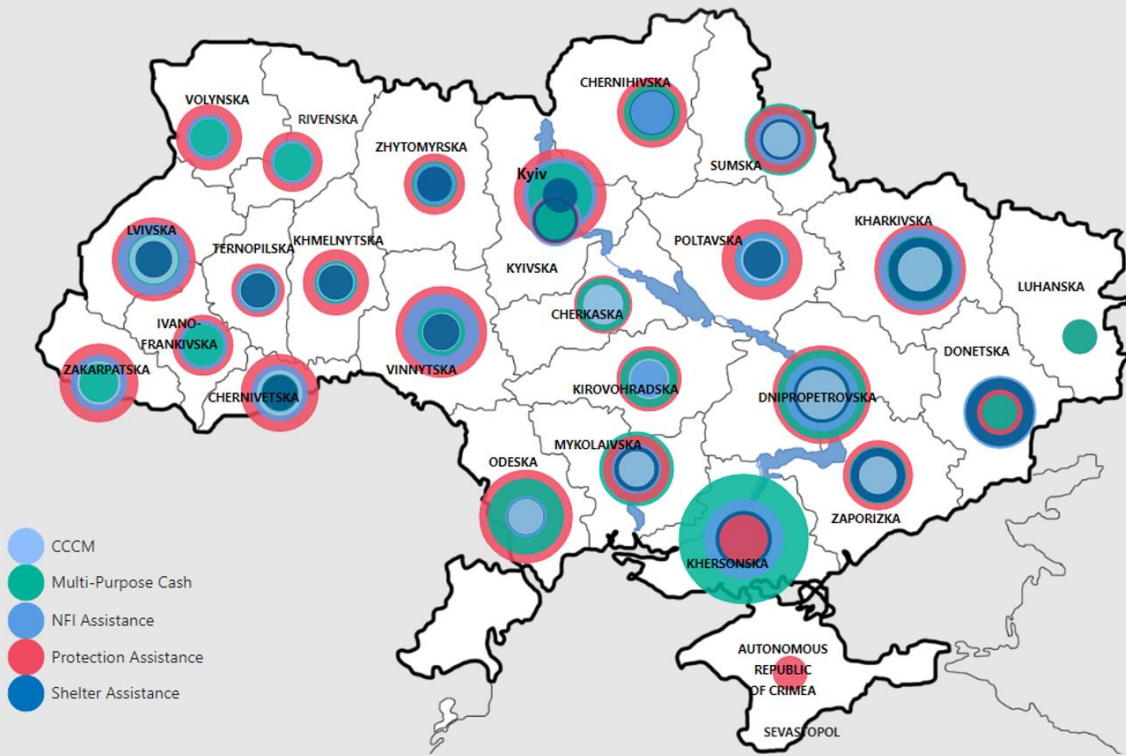 CHERNIHIVSKA
VOLYNSKA
RIVENSKA
ZHYTOMYRSKA
SUMSKA
Kyiv
KHARKIVSKA
LVIVSKA
TERNOPILSKA
KHMELNYTSKA
POLTAVSKA
KYIVSKA
LUHANSKA
CHERKASKA
IVANO-
FRANKIVSKA
DONETSKA
ZAKARPATSKA
VINNYTSKA
KIROVOHRADSKA
CHERNIVETSKA
DNIPROPETROVSKA
MYKOLAIVSKA
ODESKA
ZAPORIZKA
KHERSONSKA
CCCM
Multi-Purpose Cash
NFI Assistance
Protection Assistance
Shelter Assistance
AUTONOMOUS
REPUBLIC
OF CRIMEA
SEVASTOPOL